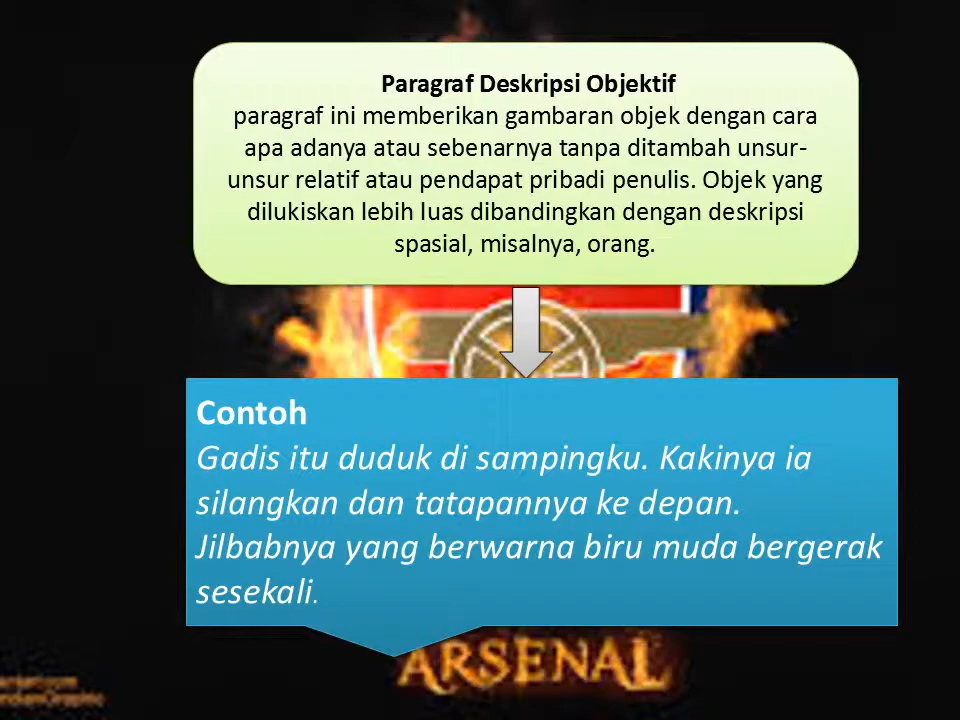 Paragraf Deskripsi Objektif
paragraf ini memberikan gambaran objek dengan cara
apa adanya atau sebenarnya tanpa ditambah unsur-
unsur relatif atau pendapat pribadi penulis. Objek yang
dilukiskan lebih luas dibandingkan dengan deskripsi
spasial, misalnya, orang.
Contoh
Gadis itu duduk di sampingku. Kakinya ia
silangkan dan tatapannya ke depan.
Jilbabnya yang berwarna biru muda bergerak
sesekali.
ARSENAL